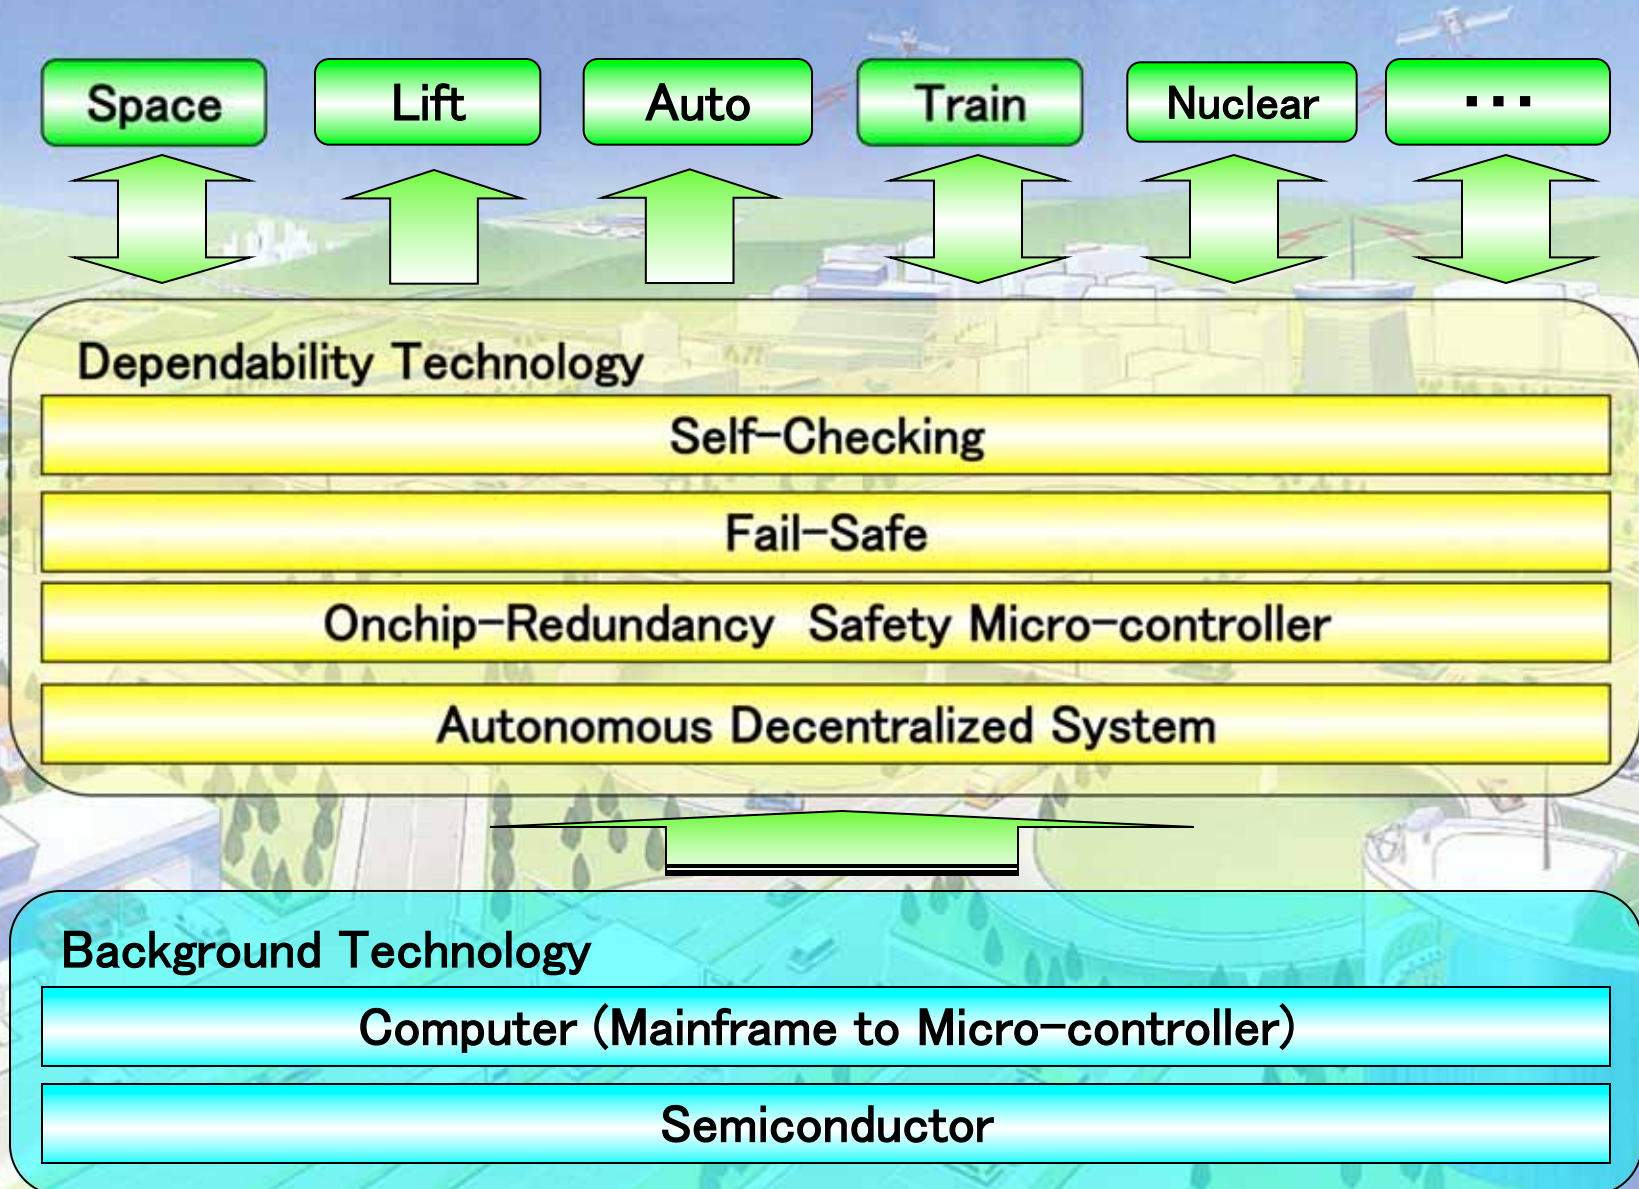 Space
Lift
Auto
Train
Nuclear
...
Dependability Technology
Self-Checking
Fail-Safe
Onchip-Redundancy Safety Micro-controller
Autonomous Decentralized System
Background Technology
Computer (Mainframe to Micro-controller)
Semiconductor